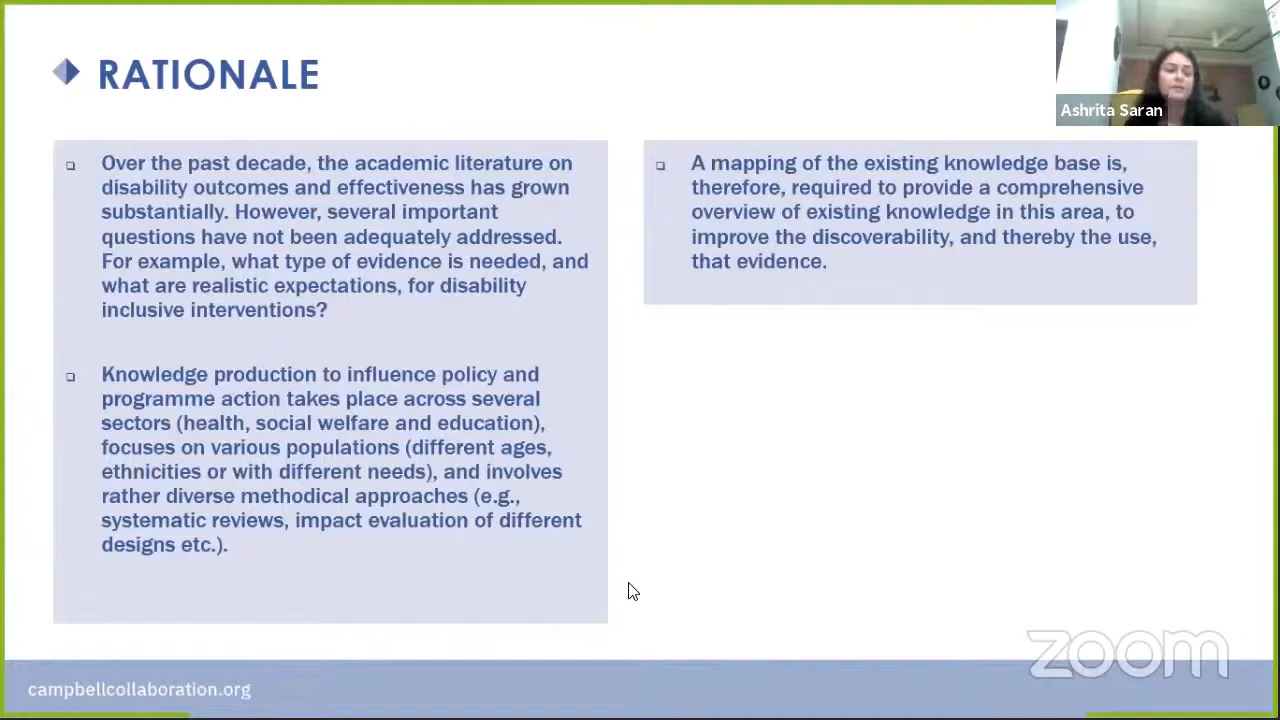 RATIONALE
Ashrita Saran
Over the past decade, the academic literature on
disability outcomes and effectiveness has grown
substantially. However, several important
questions have not been adequately addressed.
For example, what type of evidence is needed, and
what are realistic expectations, for disability
inclusive interventions?
Knowledge production to influence policy and
programme action takes place across several
sectors (health, social welfare and education),
focuses on various populations (different ages,
ethnicities or with different needs), and involves
rather diverse methodical approaches (e.g.,
systematic reviews, impact evaluation of different
designs etc.).
A mapping of the existing knowledge base is,
therefore, required to provide a comprehensive
overview of existing knowledge in this area, to
improve the discoverability, and thereby the use,
that evidence.
zoom
campbellcollaboration.org